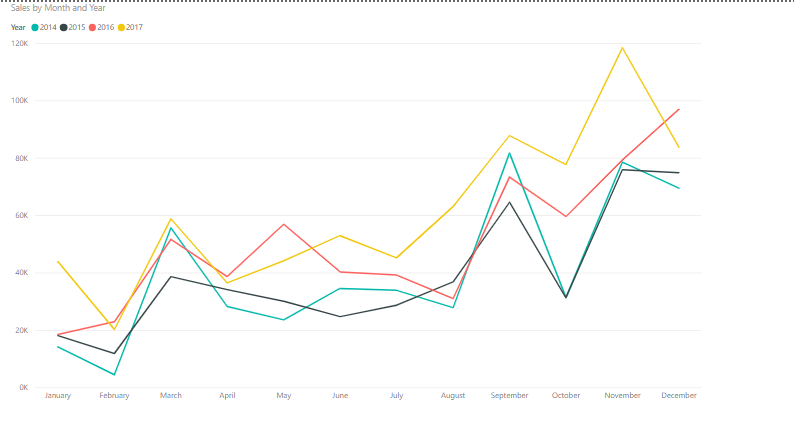 Sales by Month and Year
Year 2014 2015 2016 2017
120K
100K
80K
60K
40K
20K
0K
January February March April May June July August September October November December